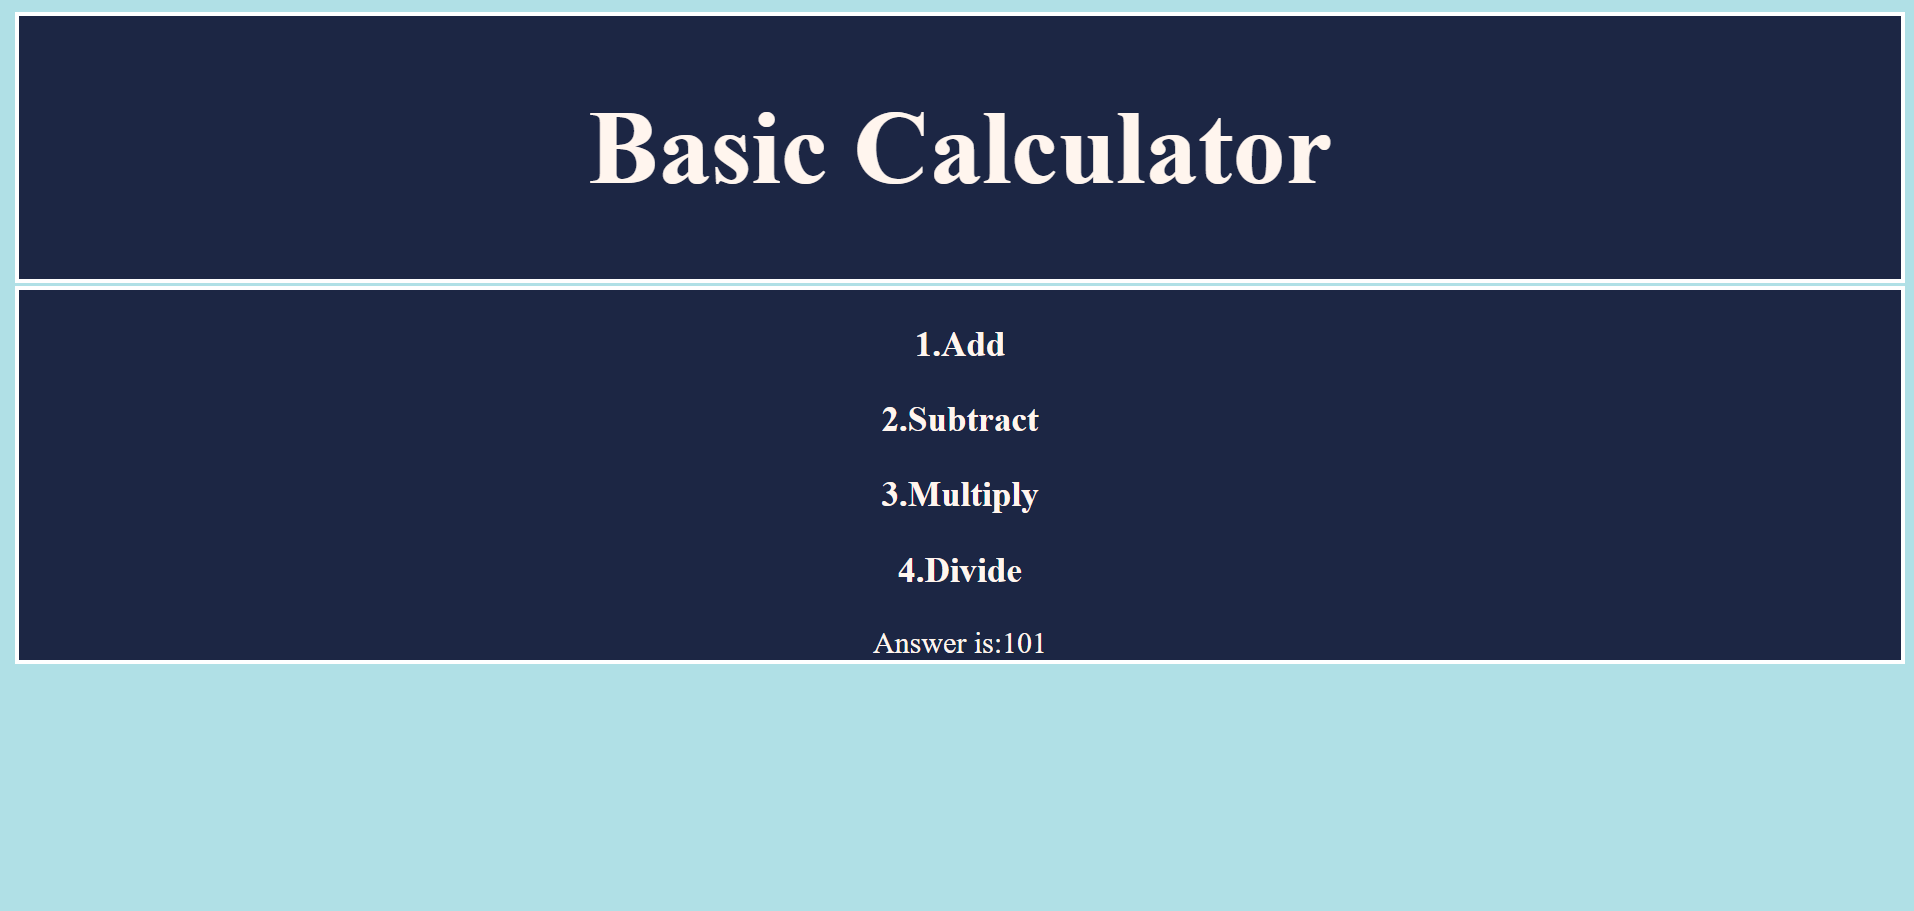 Basic Calculator
1.Add
2.Subtract
3.Multiply
4.Divide
Answer is:101